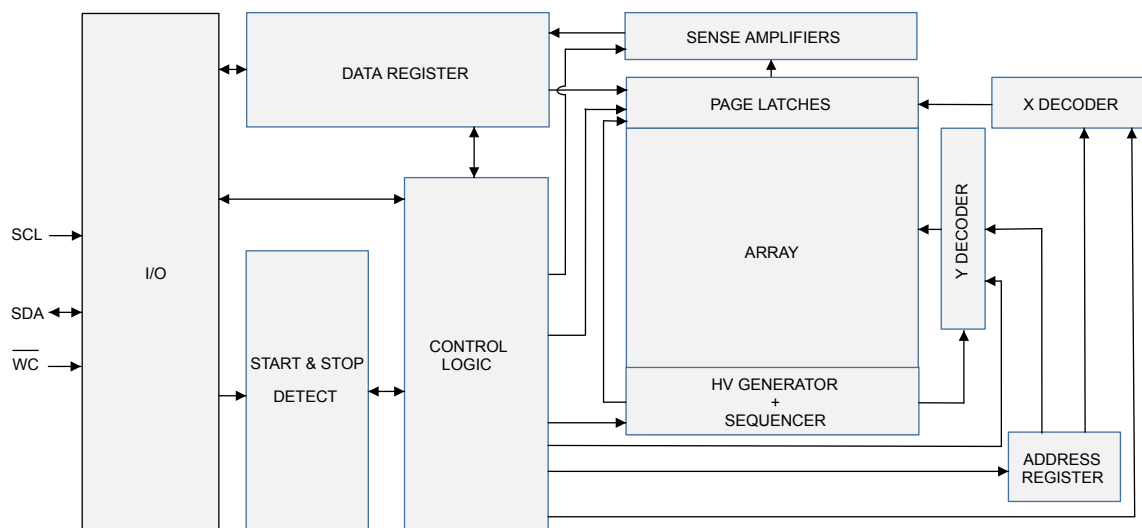 SENSE AMPLIFIERS
DATA REGISTER
PAGE LATCHES
X DECODER
SCL
I/O
SDA
WC
START & STOP
DETECT
CONTROL
LOGIC
ARRAY
Y DECODER
HV GENERATOR
+
SEQUENCER
ADDRESS
REGISTER